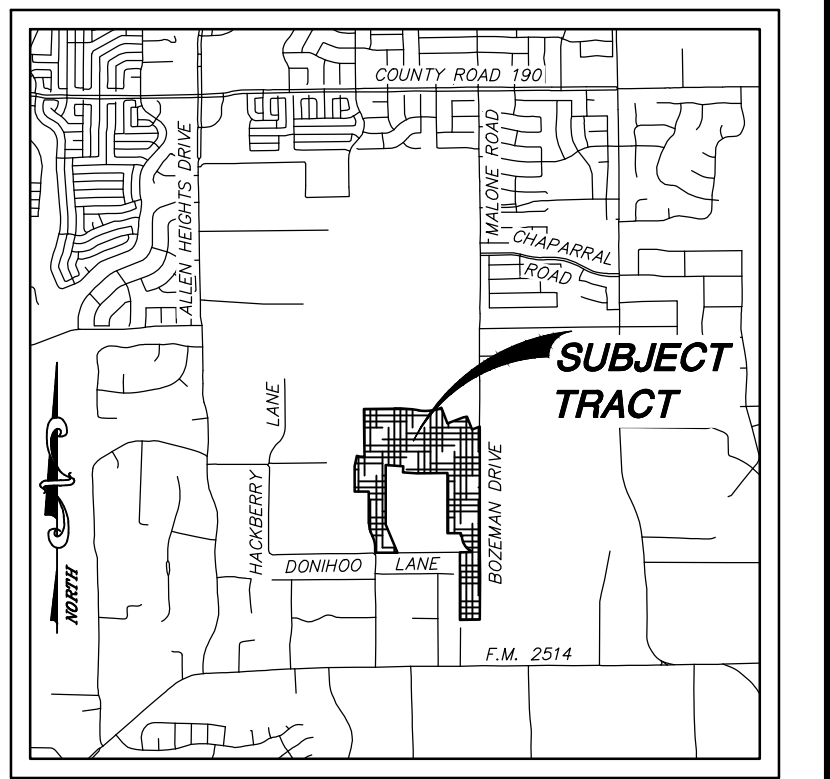 COUNTY ROAD 190
ALLEN HEIGHTS DRIVE
MALONE ROAD
CHAPARRAL
ROAD
SUBJECT
TRACT
LANE
HACKBERRY
BOZEMAN DRIVE
DONIHOO LANE
NORTH
F.M. 2514